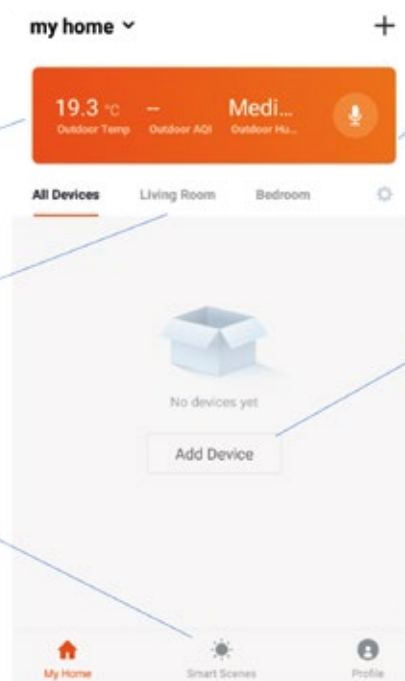 my home
19.3 °C -- Medi...
Outdoor Temp Outdoor AQI Outdoor Hu...
All Devices Living Room Bedroom
No devices yet
Add Device
My Home Smart Scenes Profile